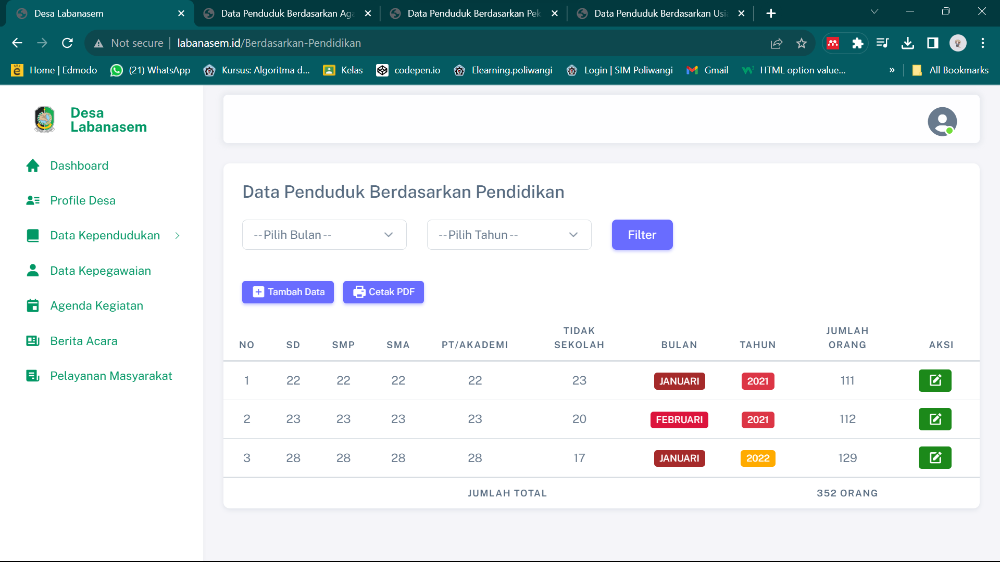 Desa Labanasem
Data Penduduk Berdasarkan Aga
Data Penduduk Berdasarkan Pek
Data Penduduk Berdasarkan Usi
Not secure
labanasem.id/Berdasarkan-Pendidikan
Home | Edmodo
(21) WhatsApp
Kursus: Algoritma d...
Kelas
codepen.io
Elearning.poliwangi
Login | SIM Poliwangi
Gmail
HTML option value...
»
All Bookmarks
Desa
Labanasem
Dashboard
Profile Desa
Data Kependudukan
Data Kepegawaian
Agenda Kegiatan
Berita Acara
Pelayanan Masyarakat
Data Penduduk Berdasarkan Pendidikan
--Pilih Bulan--
--Pilih Tahun--
Filter
Tambah Data
Cetak PDF
NO SD SMP SMA PT/AKADEMI TIDAK SEKOLAH BULAN TAHUN JUMLAH ORANG AKSI
1 22 22 22 22 23 JANUARI 2021 111
2 23 23 23 23 20 FEBRUARI 2021 112
3 28 28 28 28 17 JANUARI 2022 129
JUMLAH TOTAL 352 ORANG